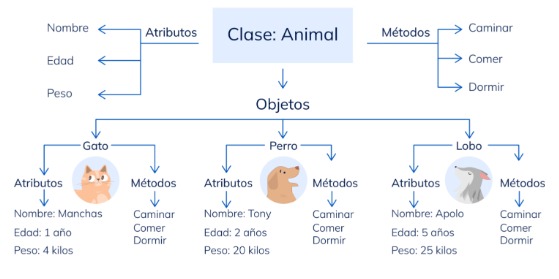 Clase: Animal
Atributos
Nombre
Edad
Peso
Métodos
Caminar
Comer
Dormir
Objetos
Gato
Atributos
Métodos
Nombre: Manchas
Edad: 1 año
Peso: 4 kilos
Caminar
Comer
Dormir
Perro
Atributos
Métodos
Nombre: Tony
Edad: 2 años
Peso: 20 kilos
Caminar
Comer
Dormir
Lobo
Atributos
Métodos
Nombre: Apolo
Edad: 5 años
Peso: 25 kilos
Caminar
Comer
Dormir